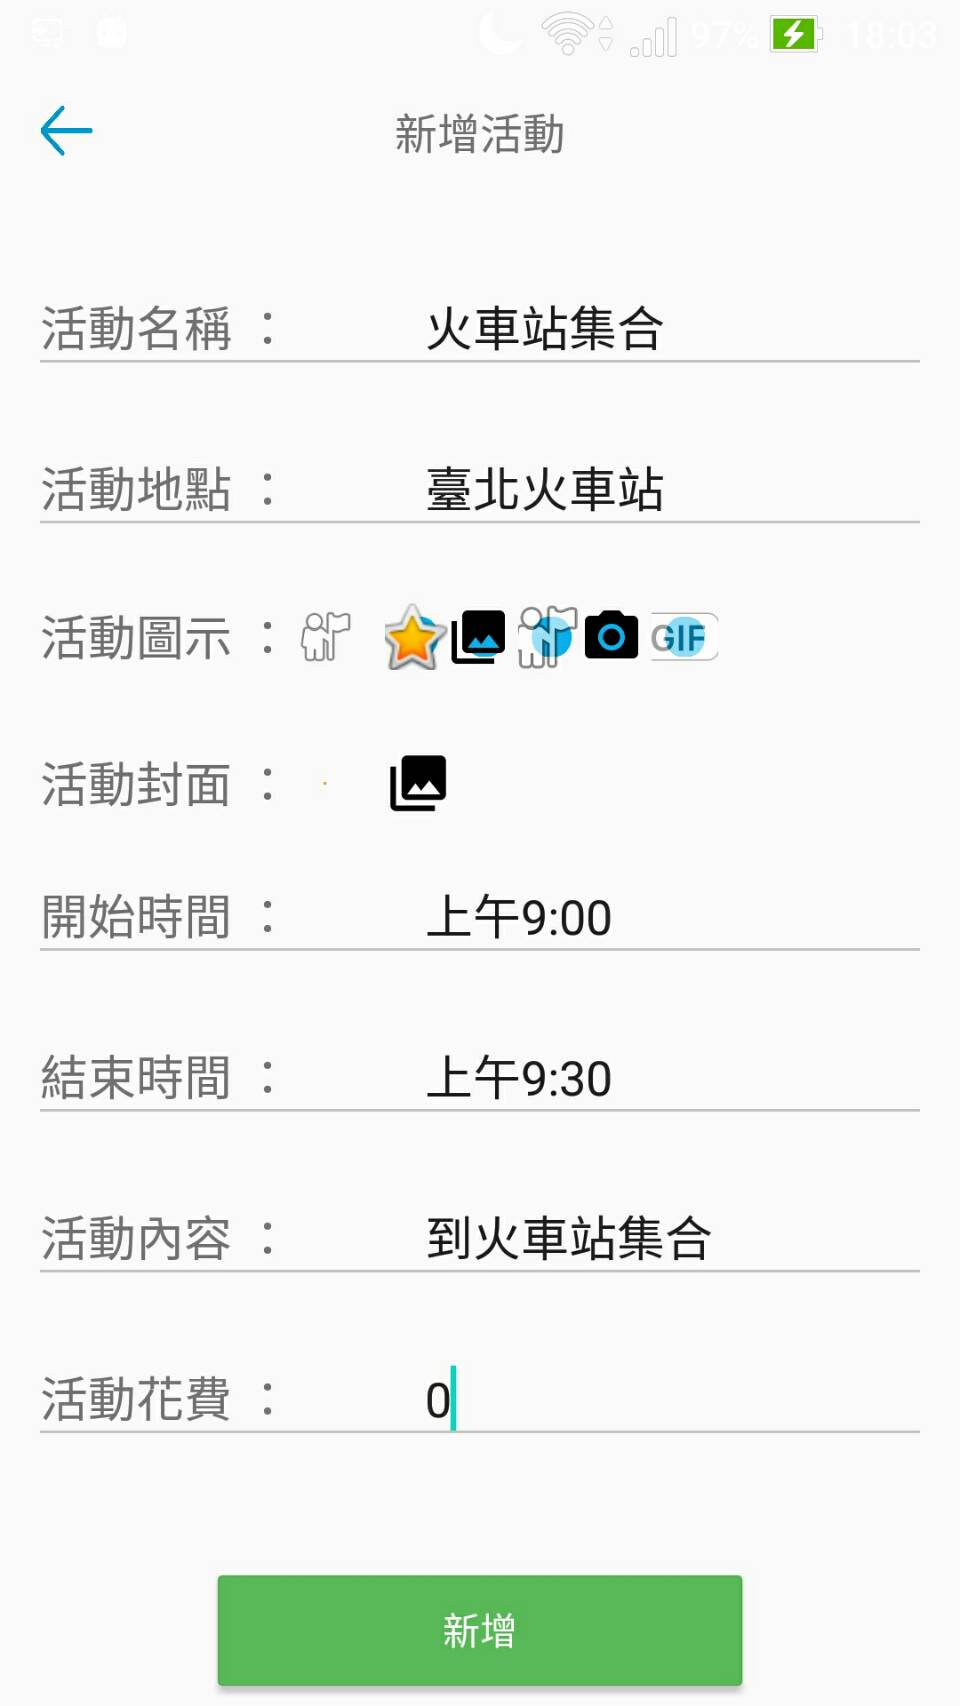 97% 18:03
新增活動
活動名稱 ： 火車站集合
活動地點 ： 臺北火車站
活動圖示 ： GIF
活動封面 ：
開始時間 ： 上午9:00
結束時間 ： 上午9:30
活動內容 ： 到火車站集合
活動花費 ： 0
新增